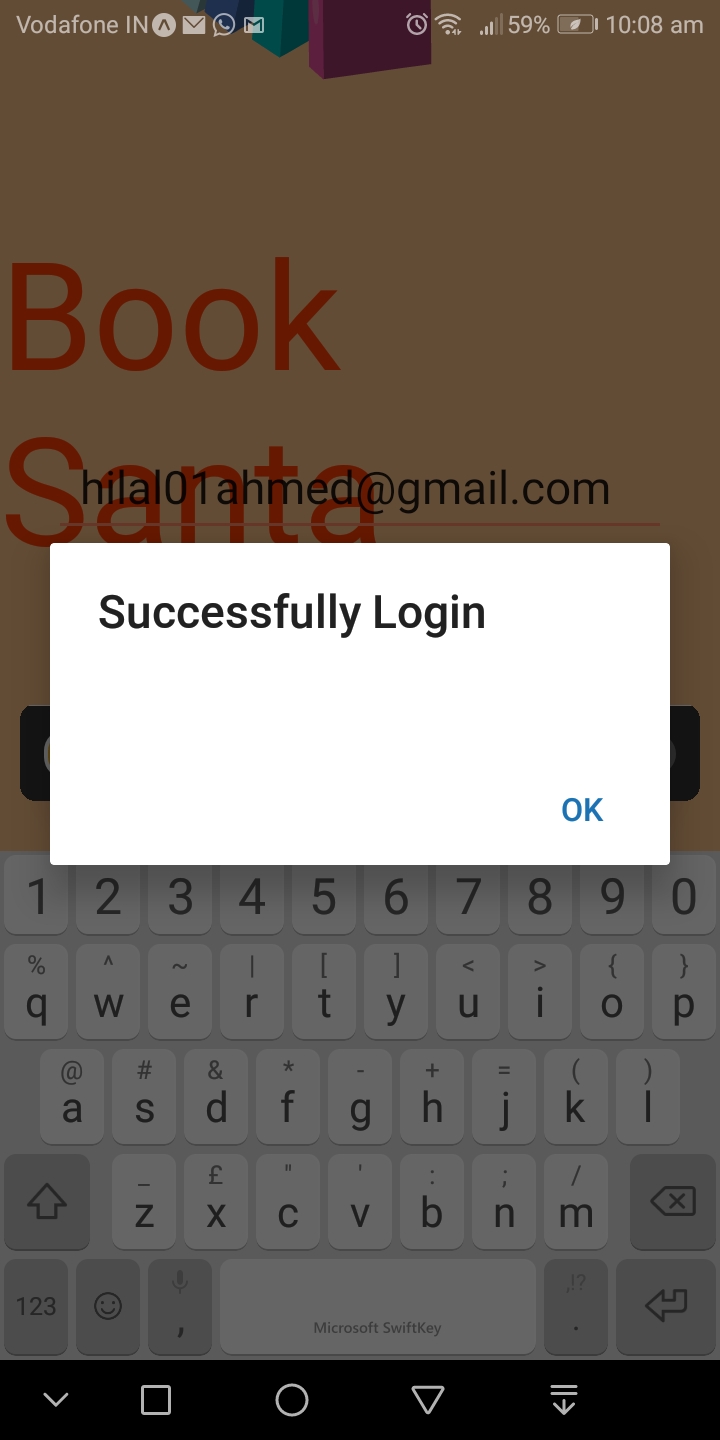 Vodafone IN 59% 10:08 am
Book
Santa
hilal01ahmed@gmail.com
Successfully Login
OK
1 2 3 4 5 6 7 8 9 0
% ^ ~ | [ ] < > { }
q w e r t y u i o p
@ # & * - + = ( )
a s d f g h j k l
_ £ " ' : ; /
z x c v b n m
,!?
123 , Microsoft SwiftKey .